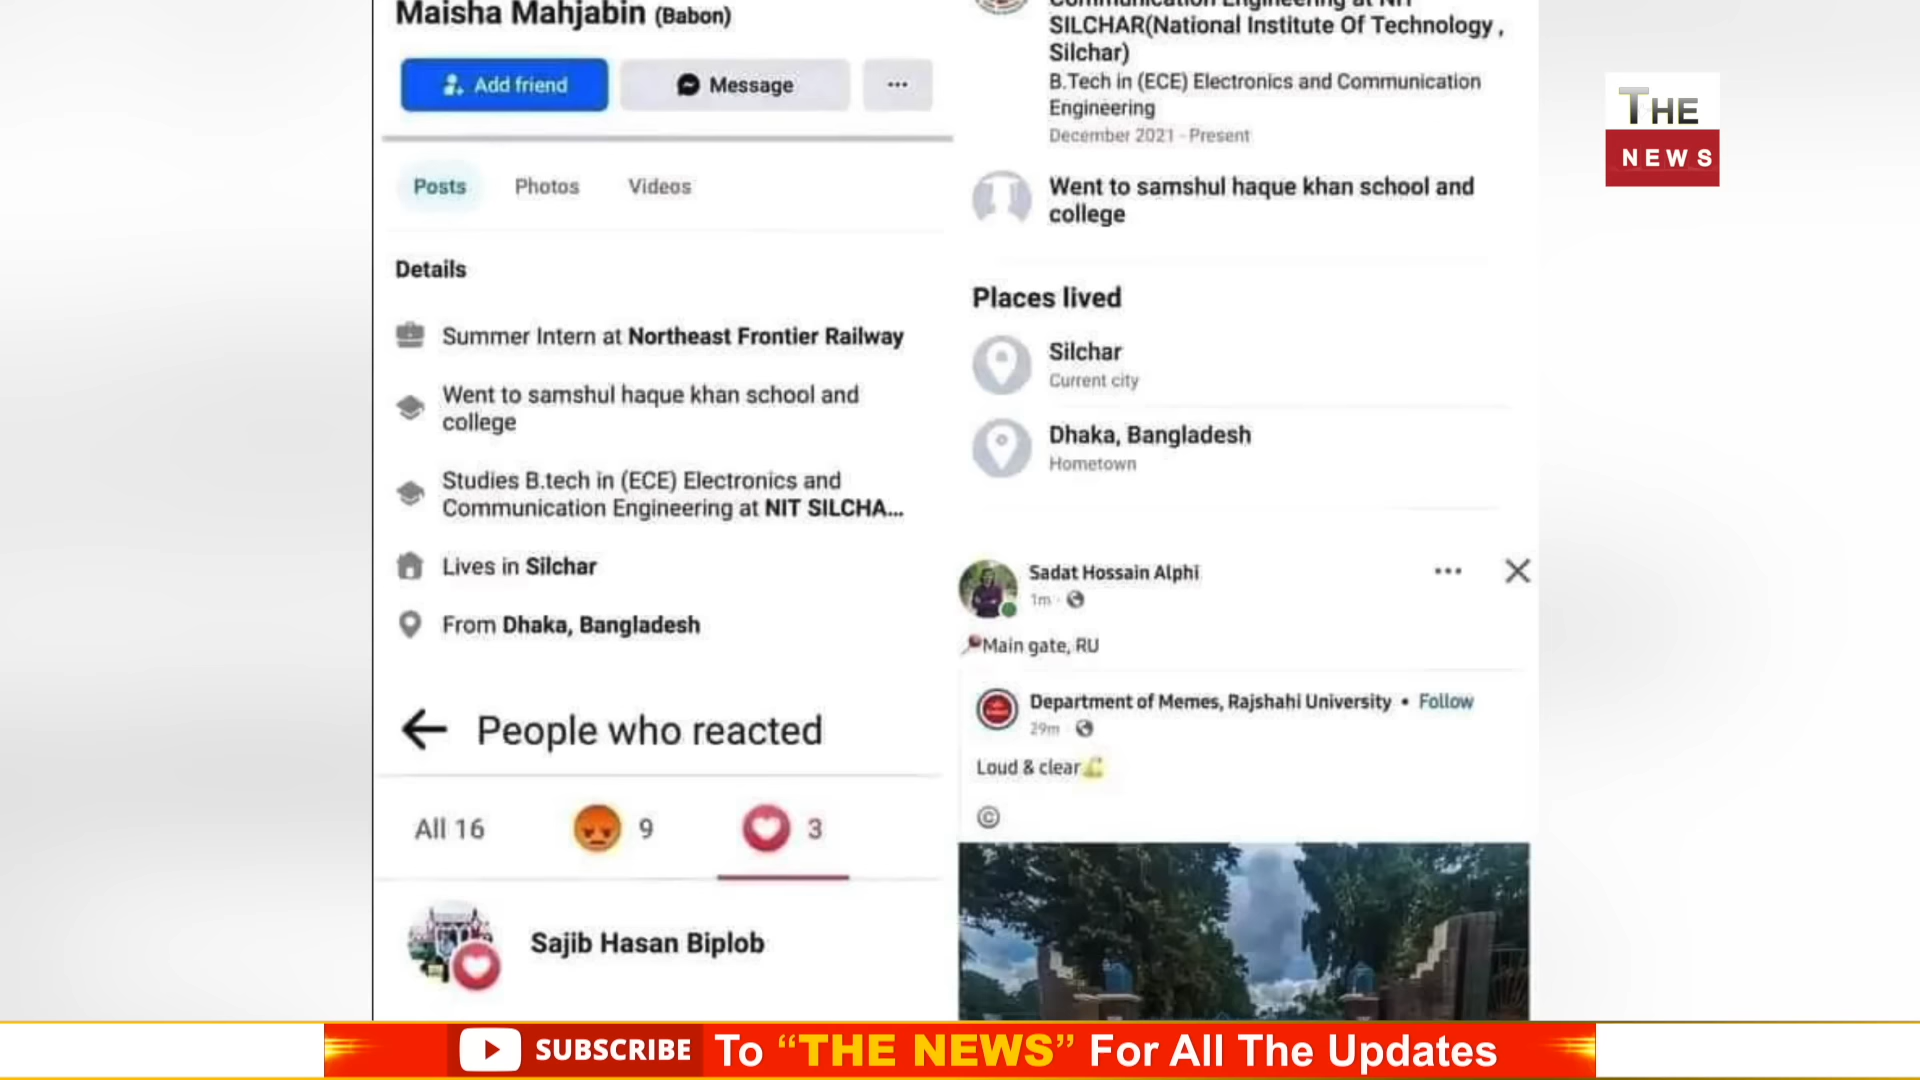 Maisha Mahjabin (Babon)
Add friend
Message
Posts
Photos
Videos
Details
Summer Intern at Northeast Frontier Railway
Went to samshul haque khan school and
college
Studies B.tech in (ECE) Electronics and
Communication Engineering at NIT SILCHA...
Lives in Silchar
From Dhaka, Bangladesh
People who reacted
All 16
9
3
Sajib Hasan Biplob
Communication Engineering at NIT
SILCHAR(National Institute Of Technology ,
Silchar)
B.Tech in (ECE) Electronics and Communication
Engineering
December 2021 - Present
Went to samshul haque khan school and
college
Places lived
Silchar
Current city
Dhaka, Bangladesh
Hometown
Sadat Hossain Alphi
1m
Main gate, RU
Department of Memes, Rajshahi University • Follow
29m
Loud & clear
©
THE
NEWS
SUBSCRIBE To “THE NEWS” For All The Updates